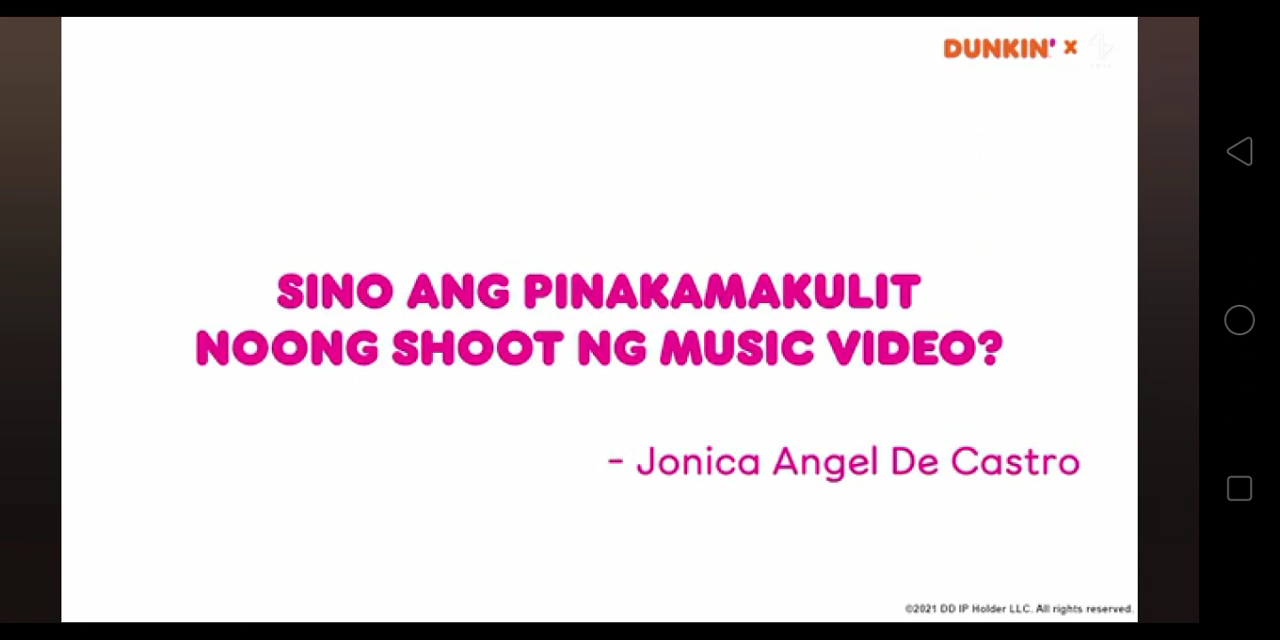 DUNKIN' x
SINO ANG PINAKAMAKULIT
NOONG SHOOT NG MUSIC VIDEO?
- Jonica Angel De Castro
©2021 DD IP Holder LLC. All rights reserved.